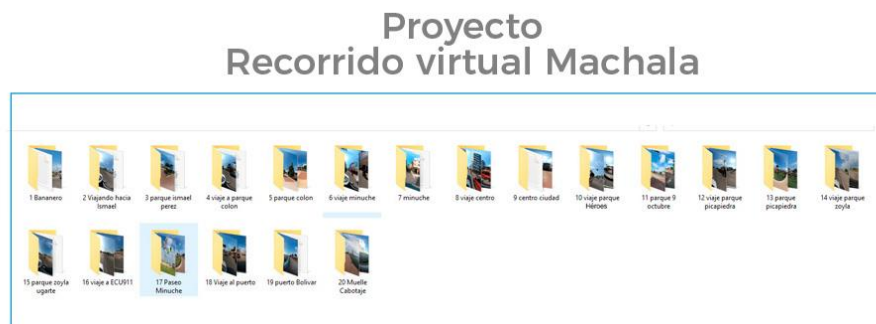 Proyecto
Recorrido virtual Machala
1 Bananero
2 Viajando hacia
Ismael
3 parque ismael
perez
4 viaje a parque
colon
5 parque colon
6 viaje minuche
7 minuche
8 viaje centro
9 centro ciudad
10 viaje parque
Héroes
11 parque 9
octubre
12 viaje parque
picapiedra
13 parque
picapiedra
14 viaje parque
zoyla
15 parque zoyla
ugarte
16 viaje a ECU911
17 Paseo
Minuche
18 Viaje al puerto
19 puerto Bolivar
20 Muelle
Cabotaje